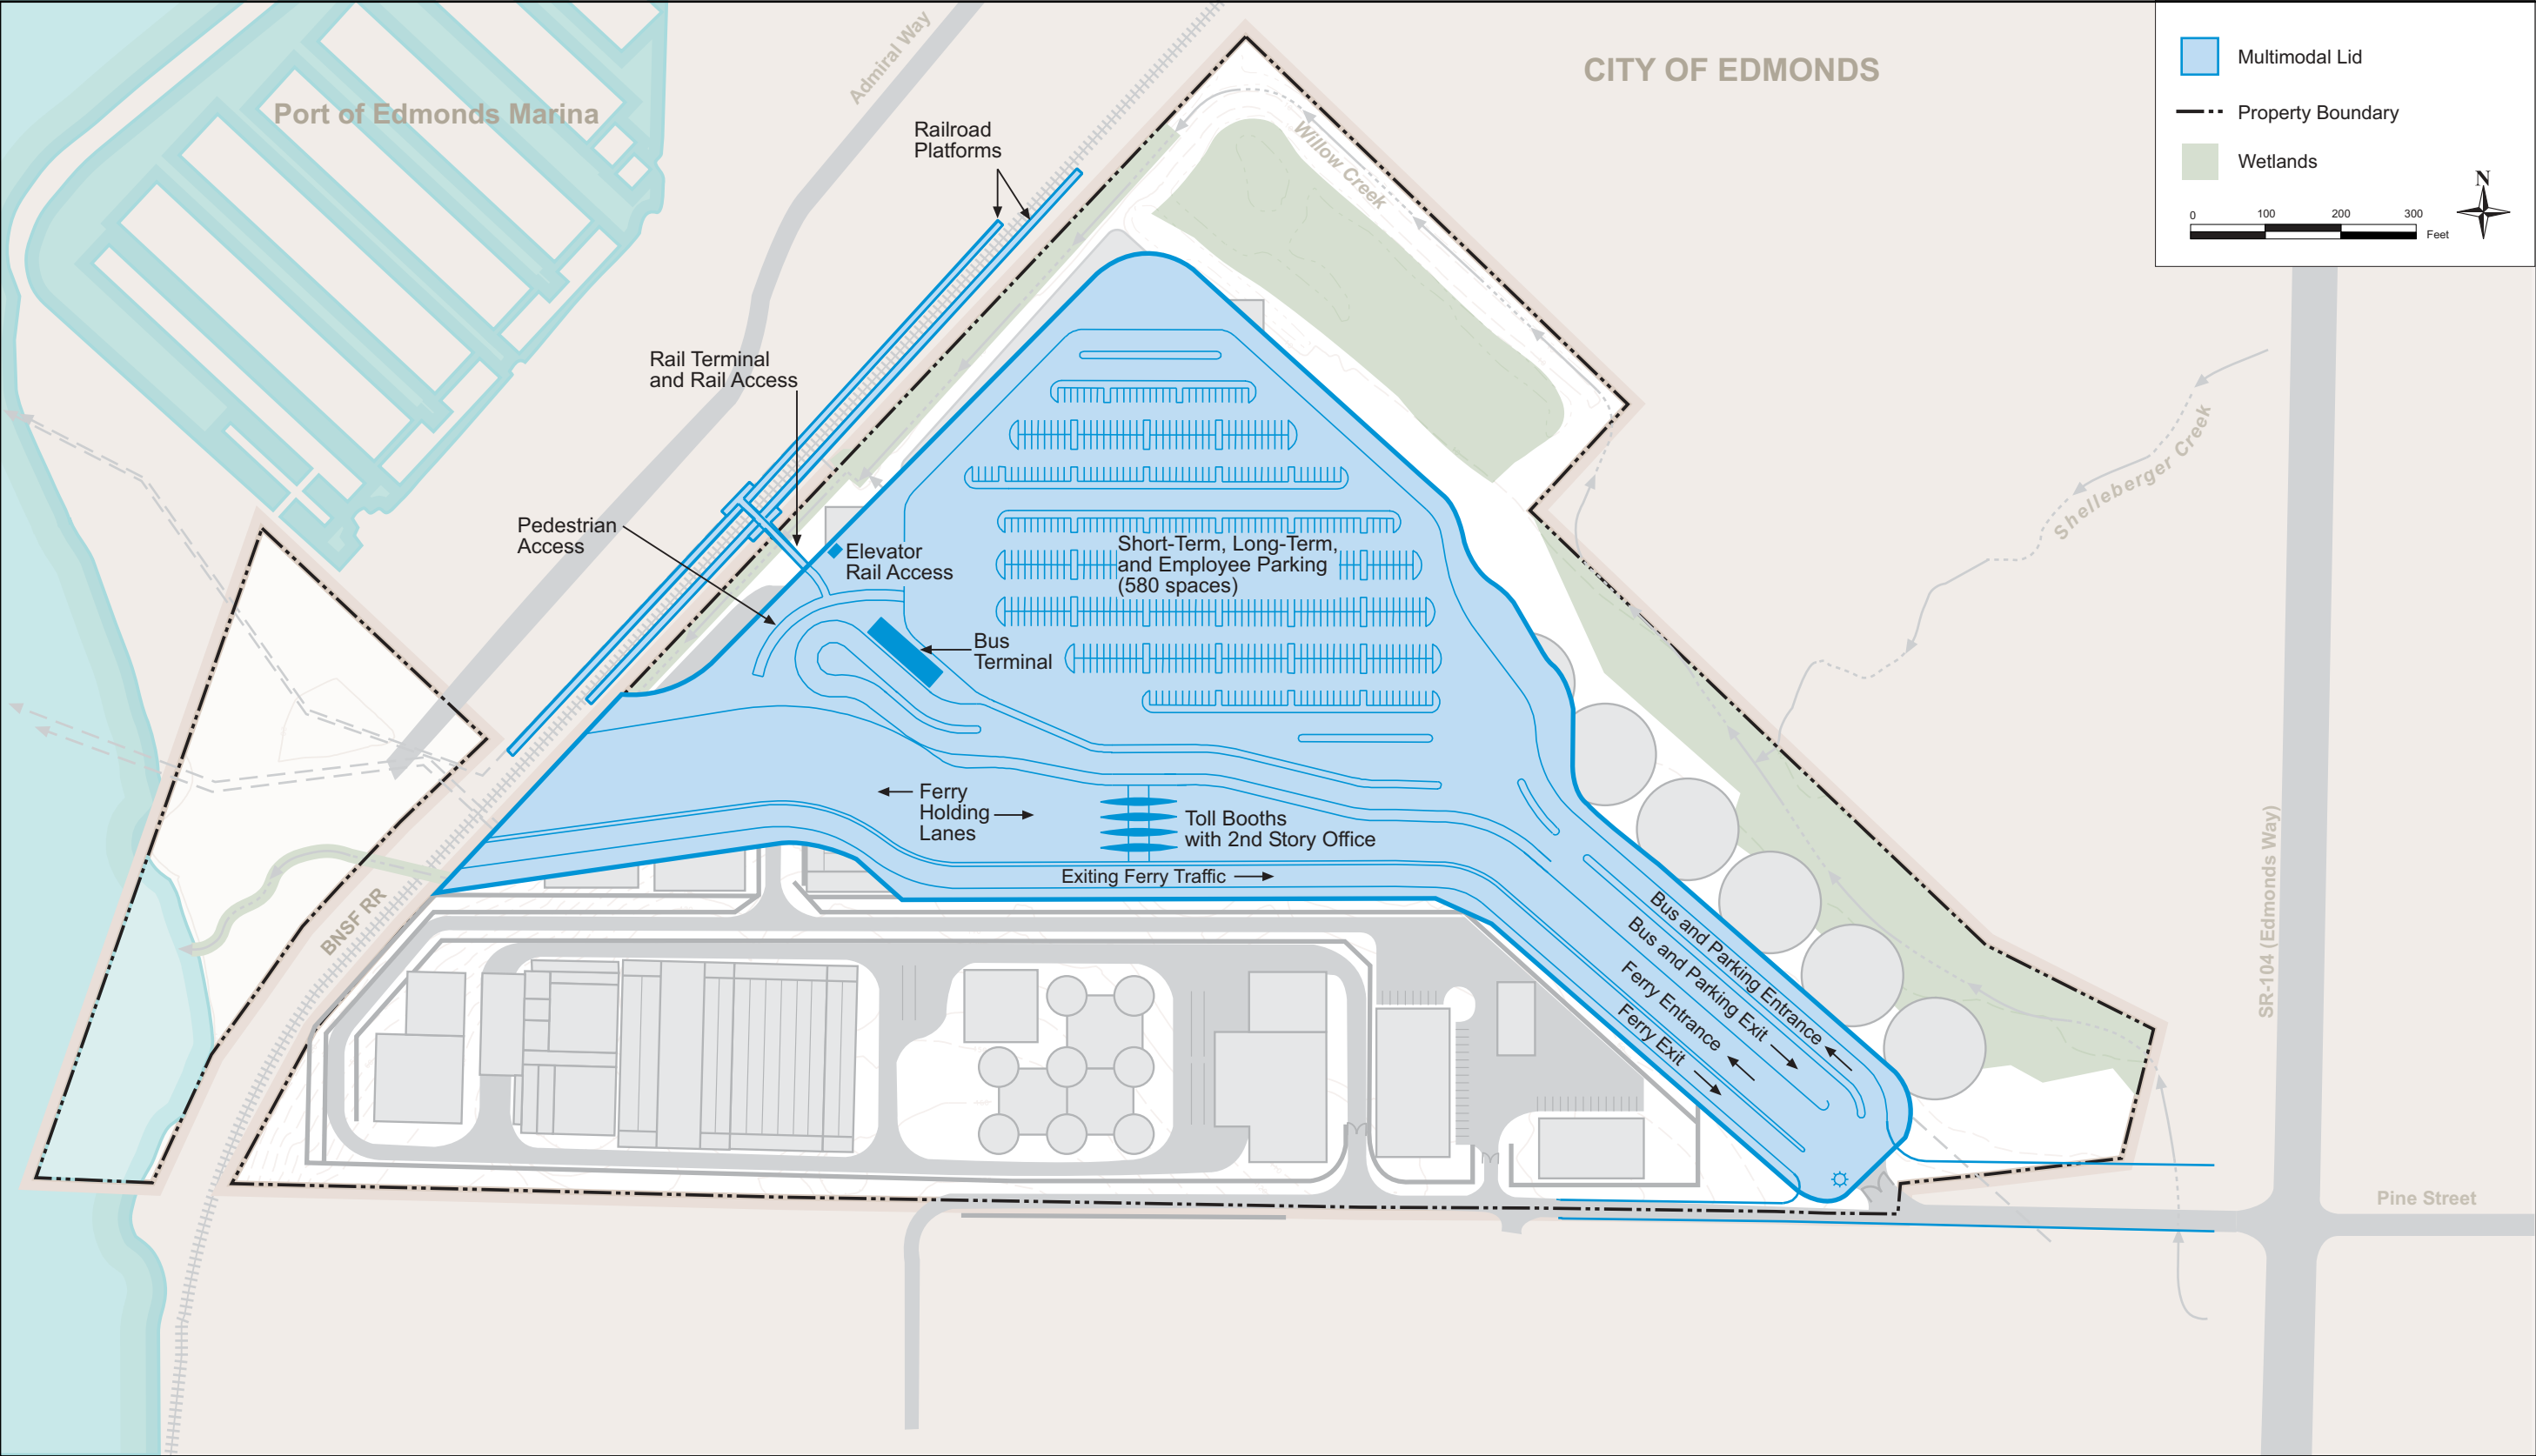 Port of Edmonds Marina
Admiral Way
CITY OF EDMONDS
Multimodal Lid
Property Boundary
Wetlands
N
0 100 200 300
Feet
Railroad
Platforms
Willow Creek
Rail Terminal
and Rail Access
Shelleberger Creek
Pedestrian
Access
Elevator
Rail Access
Short-Term, Long-Term,
and Employee Parking
(580 spaces)
Bus
Terminal
Ferry
Holding
Lanes
Toll Booths
with 2nd Story Office
Exiting Ferry Traffic
BNSF RR
Bus and Parking Entrance
Bus and Parking Exit
Ferry Entrance
Ferry Exit
SR-104 (Edmonds Way)
Pine Street